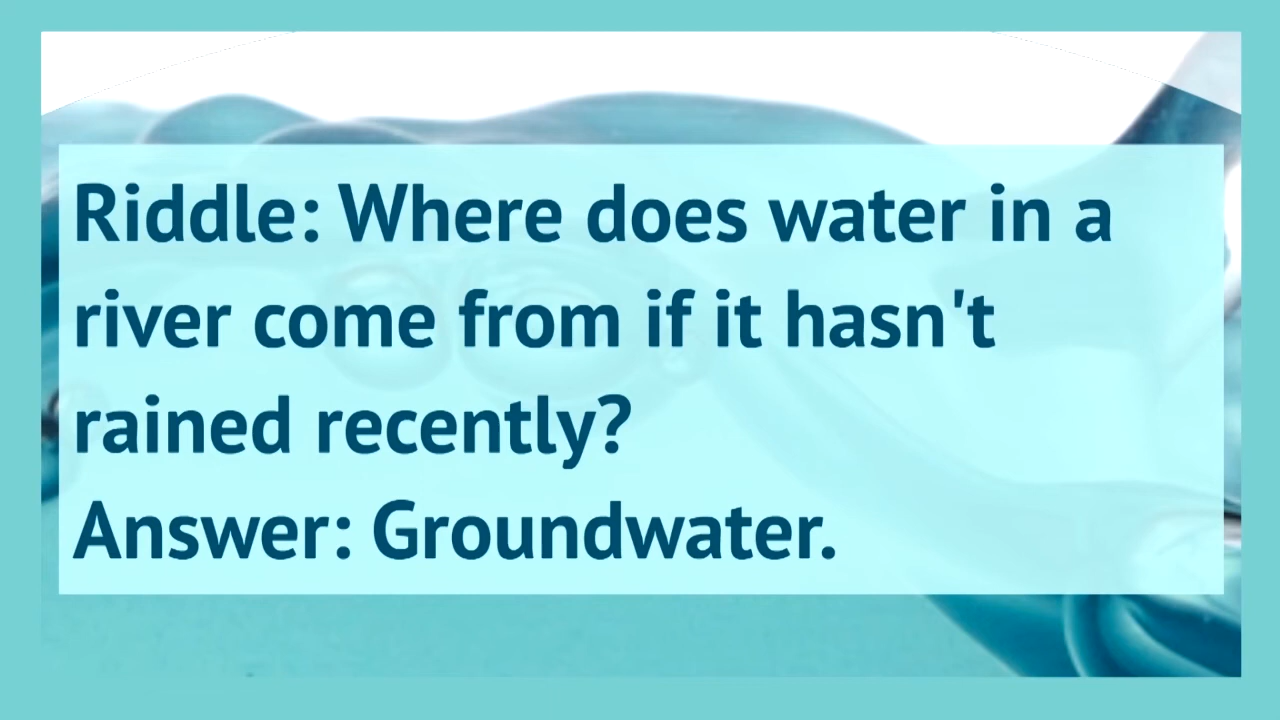 Riddle: Where does water in a
river come from if it hasn't
rained recently?
Answer: Groundwater.